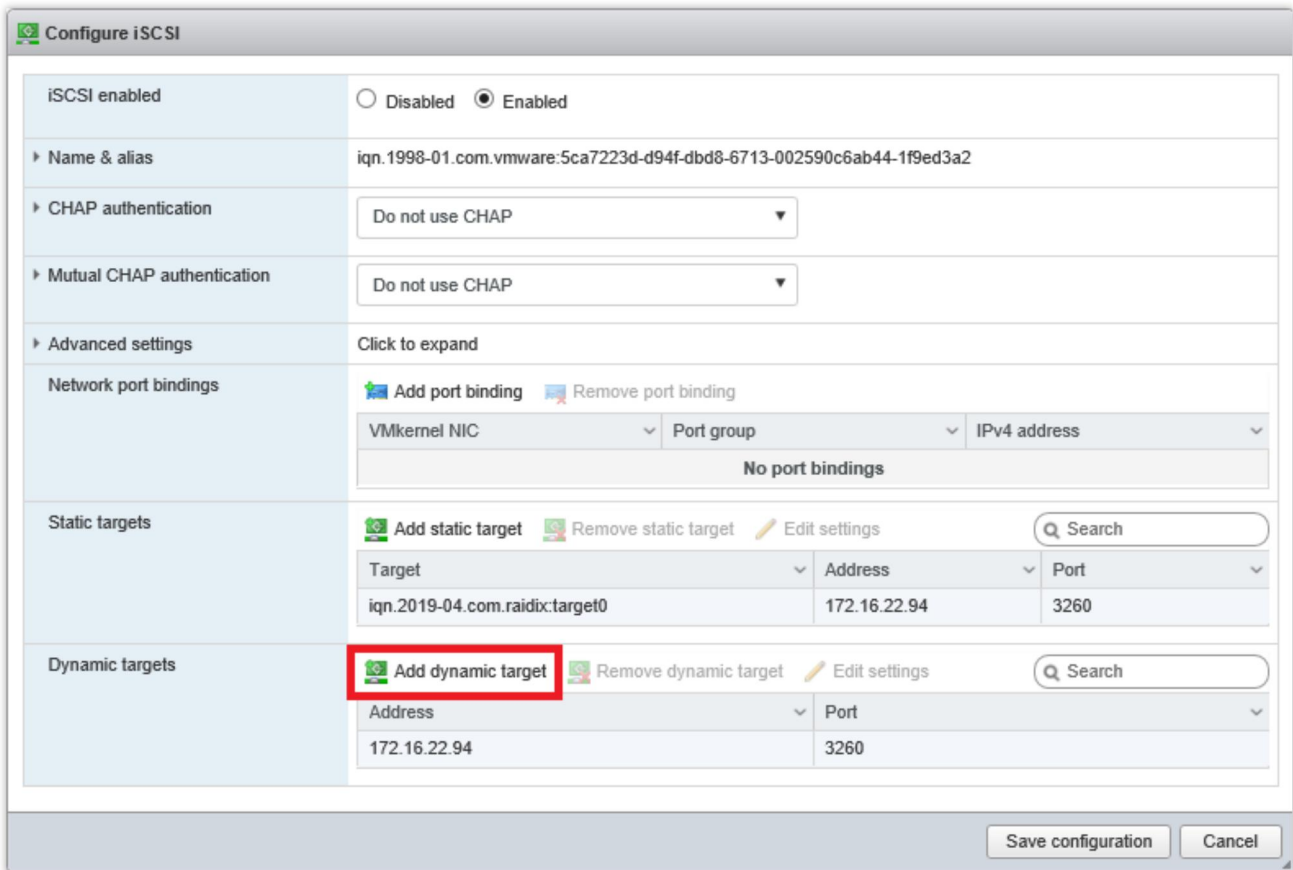 Configure iSCSI
iSCSI enabled Disabled Enabled
Name & alias iqn.1998-01.com.vmware:5ca7223d-d94f-dbd8-6713-002590c6ab44-1f9ed3a2
CHAP authentication Do not use CHAP
Mutual CHAP authentication Do not use CHAP
Advanced settings Click to expand
Network port bindings Add port binding Remove port binding
VMkernel NIC Port group IPv4 address
No port bindings
Static targets Add static target Remove static target Edit settings Search
Target Address Port
iqn.2019-04.com.raidix:target0 172.16.22.94 3260
Dynamic targets Add dynamic target Remove dynamic target Edit settings Search
Address Port
172.16.22.94 3260
Save configuration Cancel